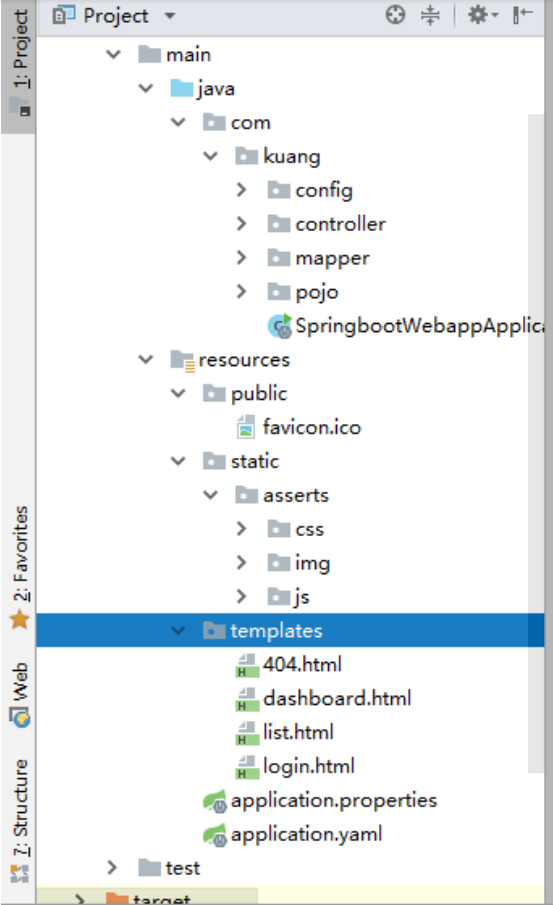 1: Project
Project
main
java
com
kuang
config
controller
mapper
pojo
SpringbootWebappApplica
resources
public
favicon.ico
static
asserts
css
img
js
templates
404.html
dashboard.html
list.html
login.html
application.properties
application.yaml
test
target
2: Favorites
Web
7: Structure